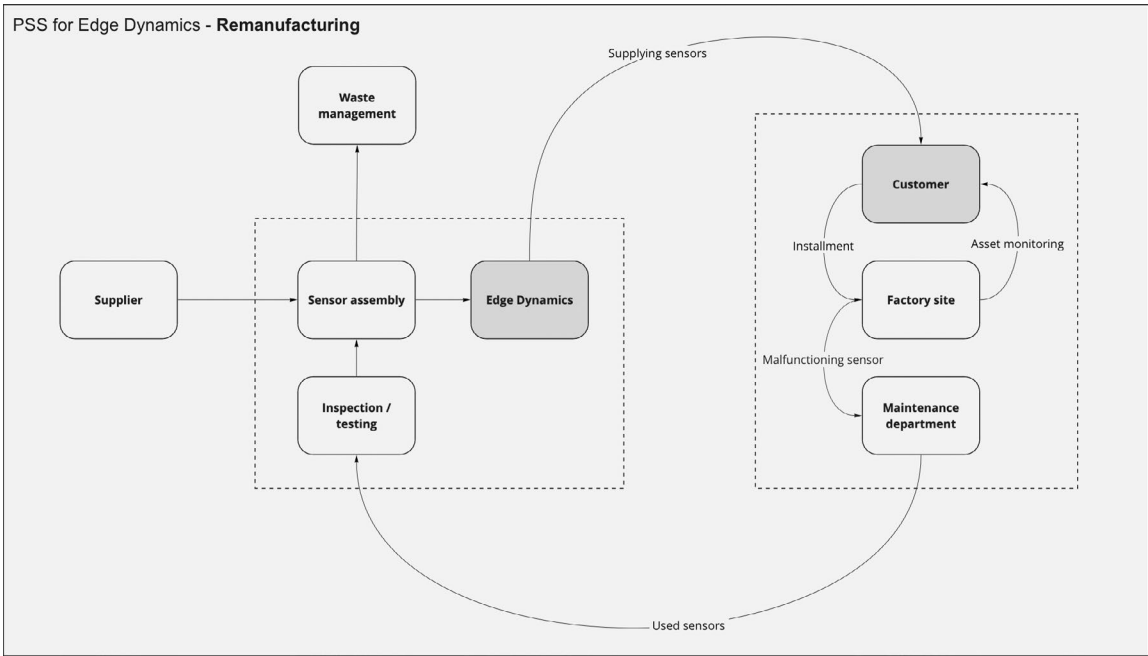 PSS for Edge Dynamics - Remanufacturing
Supplying sensors
Waste
management
Customer
Installment
Asset monitoring
Supplier
Sensor assembly
Edge Dynamics
Factory site
Malfunctioning sensor
Inspection /
testing
Maintenance
department
Used sensors